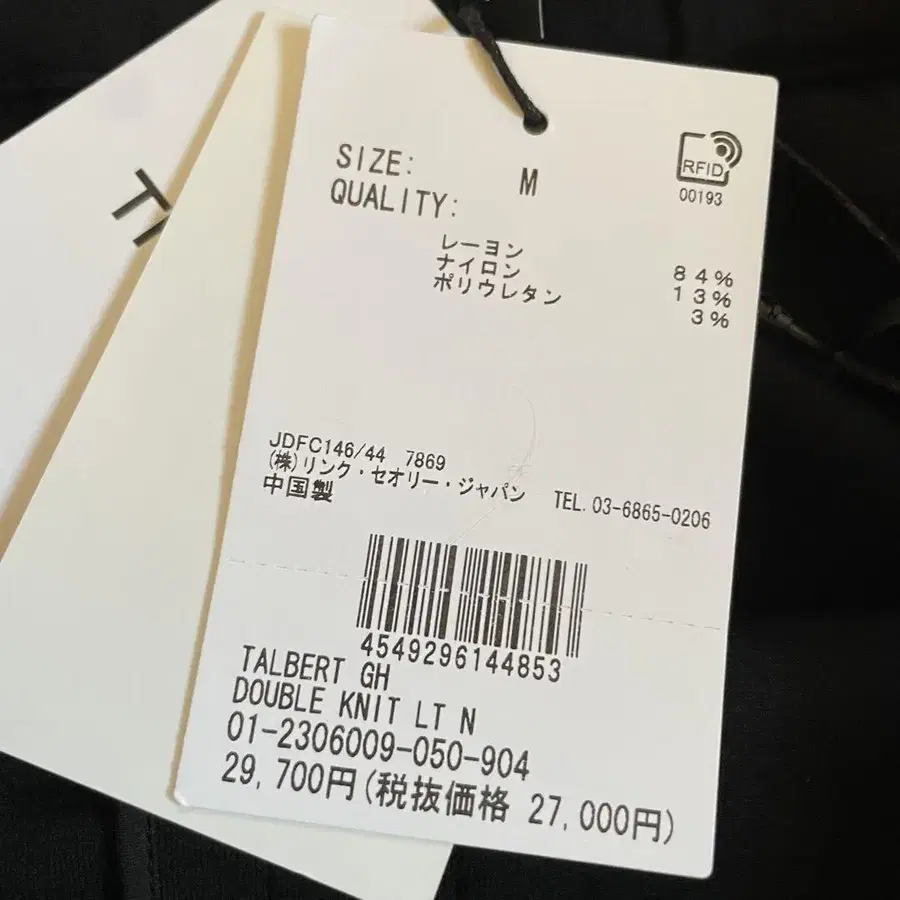 SIZE: M
QUALITY:
レーヨン 84%
ナイロン 13%
ポリウレタン 3%
RFID
00193
JDFC146/44 7869
(株)リンク・セオリー・ジャパン TEL. 03-6865-0206
中国製
4549296144853
TALBERT GH
DOUBLE KNIT LT N
01-2306009-050-904
29,700円(税抜価格 27,000円)